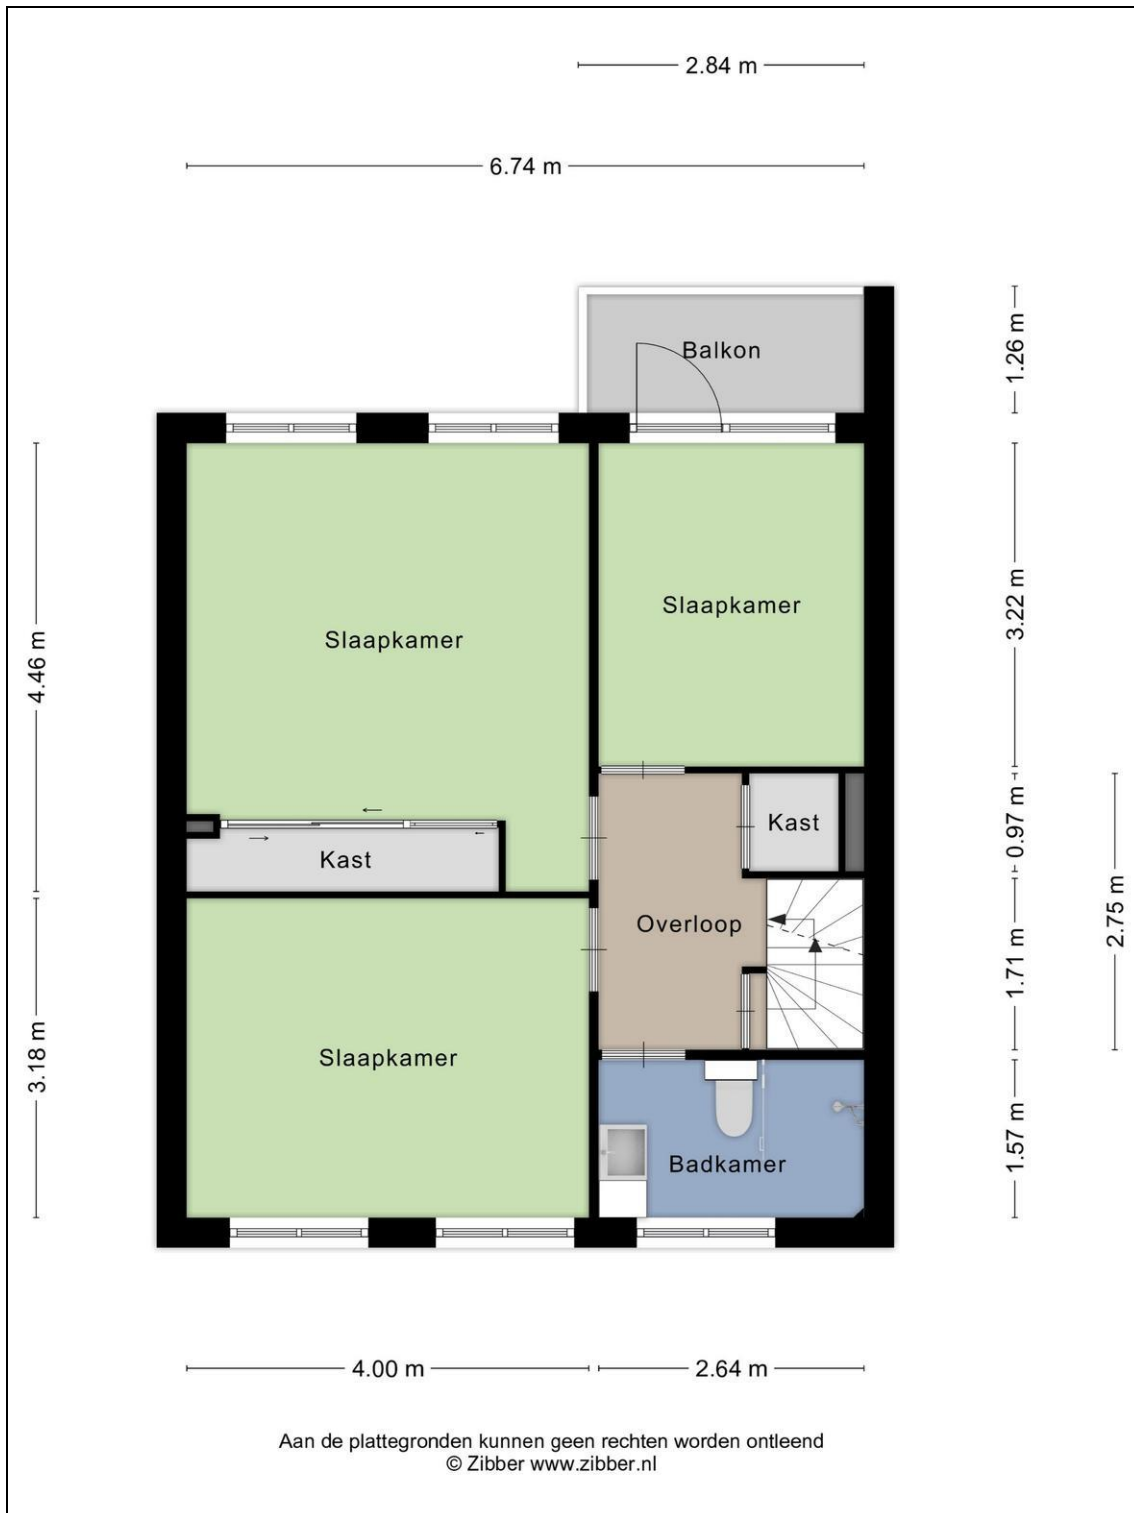 2.84 m
6.74 m
Balkon
1.26 m
Slaapkamer
3.22 m
Slaapkamer
4.46 m
Kast
0.97 m
Kast
Overloop
2.75 m
1.71 m
Slaapkamer
3.18 m
Badkamer
1.57 m
4.00 m
2.64 m
Aan de plattegronden kunnen geen rechten worden ontleend
© Zibber www.zibber.nl